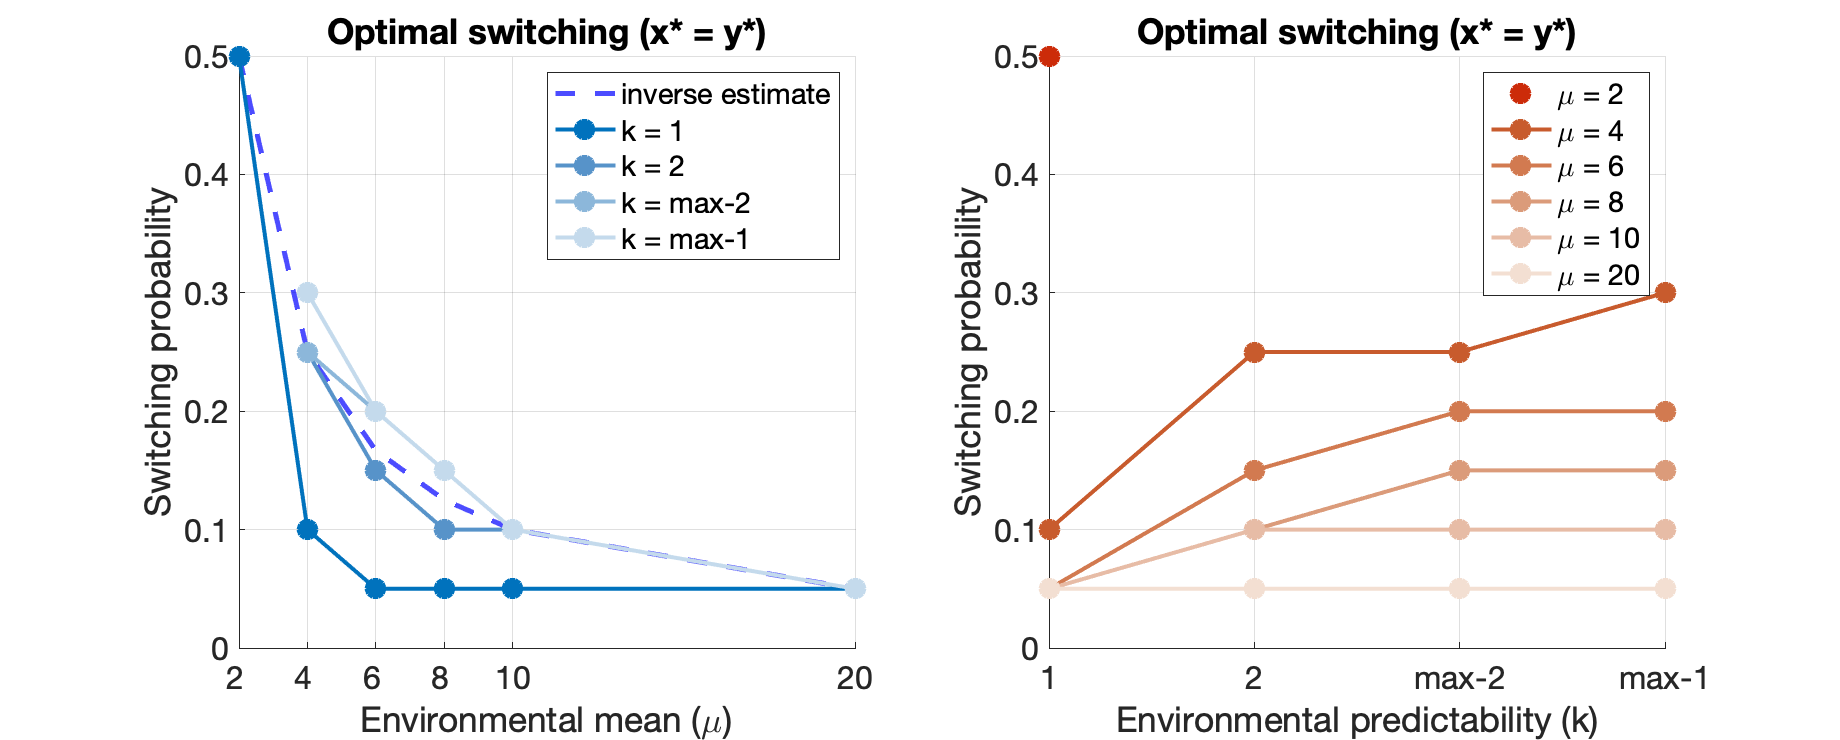 Optimal switching (x* = y*)
0.5
0.4
0.3
0.2
0.1
0
Switching probability
inverse estimate
k = 1
k = 2
k = max-2
k = max-1
2 4 6 8 10 20
Environmental mean (μ)
Optimal switching (x* = y*)
0.5
0.4
0.3
0.2
0.1
0
Switching probability
μ = 2
μ = 4
μ = 6
μ = 8
μ = 10
μ = 20
1 2 max-2 max-1
Environmental predictability (k)